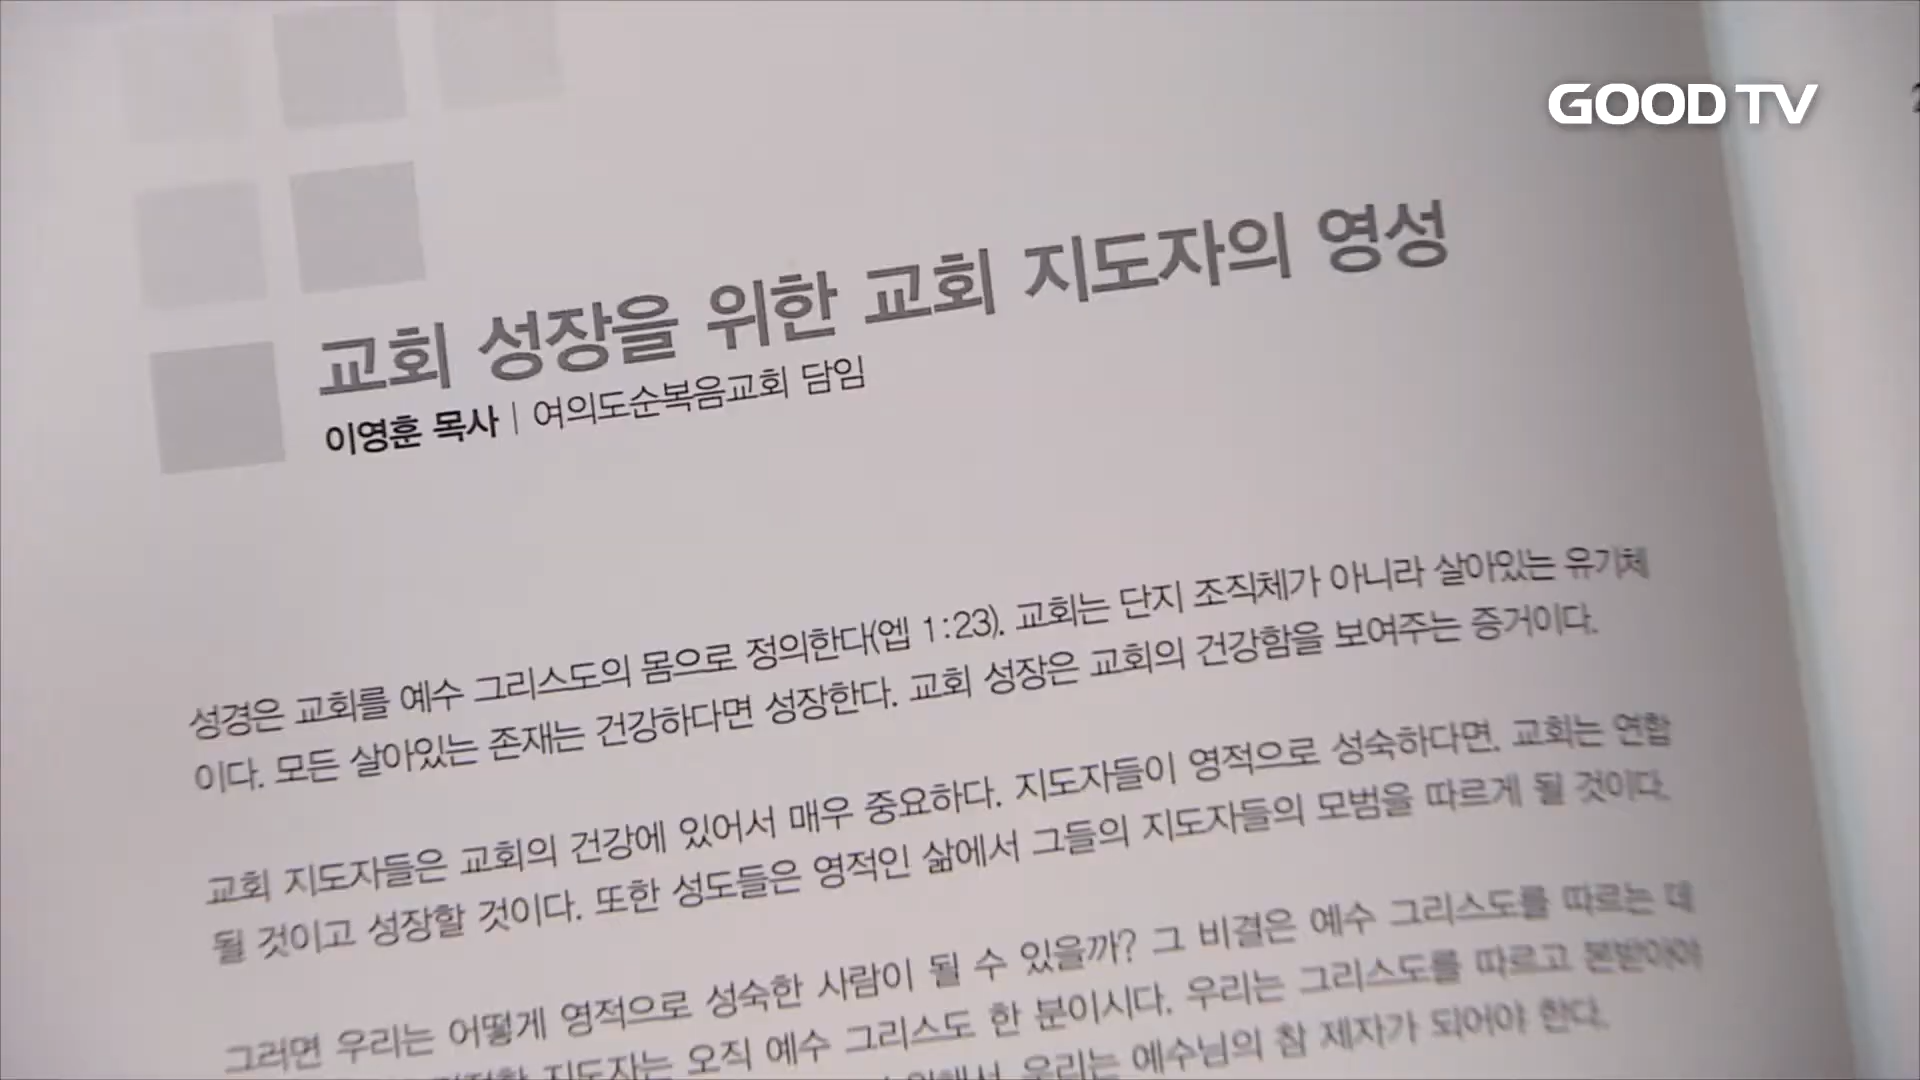 GOOD TV
교회 성장을 위한 교회 지도자의 영성
이영훈 목사 | 여의도순복음교회 담임
성경은 교회를 예수 그리스도의 몸으로 정의한다(엡 1:23). 교회는 단지 조직체가 아니라 살아있는 유기체
이다. 모든 살아있는 존재는 건강하다면 성장한다. 교회 성장은 교회의 건강함을 보여주는 증거이다.
교회 지도자들은 교회의 건강에 있어서 매우 중요하다. 지도자들이 영적으로 성숙하다면. 교회는 연합
될 것이고 성장할 것이다. 또한 성도들은 영적인 삶에서 그들의 지도자들의 모범을 따르게 될 것이다.
그러면 우리는 어떻게 영적으로 성숙한 사람이 될 수 있을까? 그 비결은 예수 그리스도를 따르는 데
지도자는 오직 예수 그리스도 한 분이시다. 우리는 그리스도를 따르고 본받아야
우리는 예수님의 참 제자가 되어야 한다.